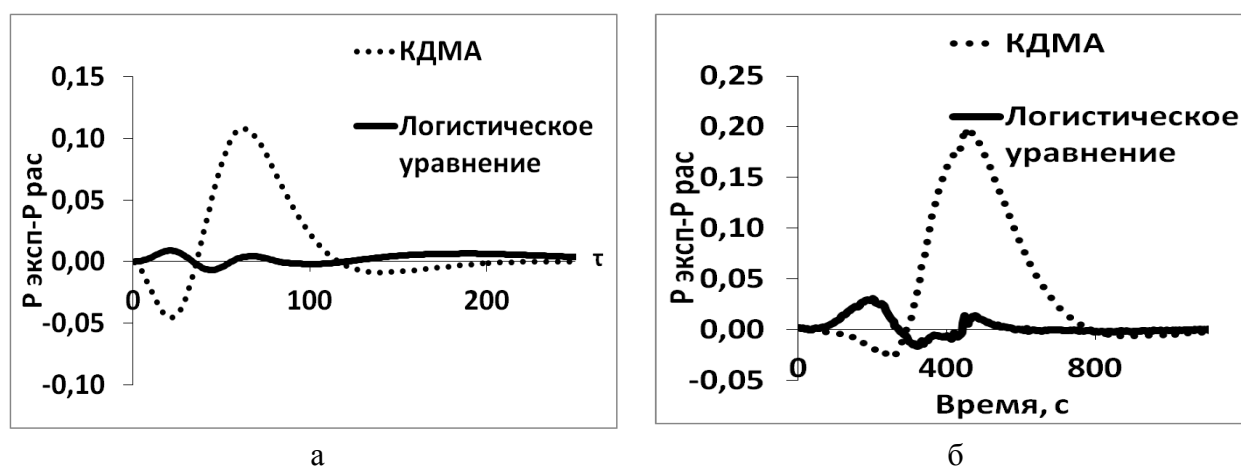 КДМА
0,15
0,10
Логистическое
уравнение
0,05
0,00
τ
0
100
200
-0,05
-0,10
Р эксп-Р рас
а
КДМА
0,25
0,20
Логистическое
уравнение
0,15
0,10
0,05
0,00
0
400
800
-0,05
Время, с
Р эксп-Р рас
б